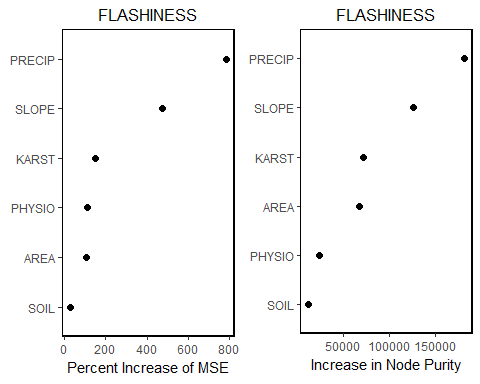 FLASHINESS
PRECIP
SLOPE
KARST
PHYSIO
AREA
SOIL
0 200 400 600 800
Percent Increase of MSE
FLASHINESS
PRECIP
SLOPE
KARST
AREA
PHYSIO
SOIL
50000 100000 150000
Increase in Node Purity